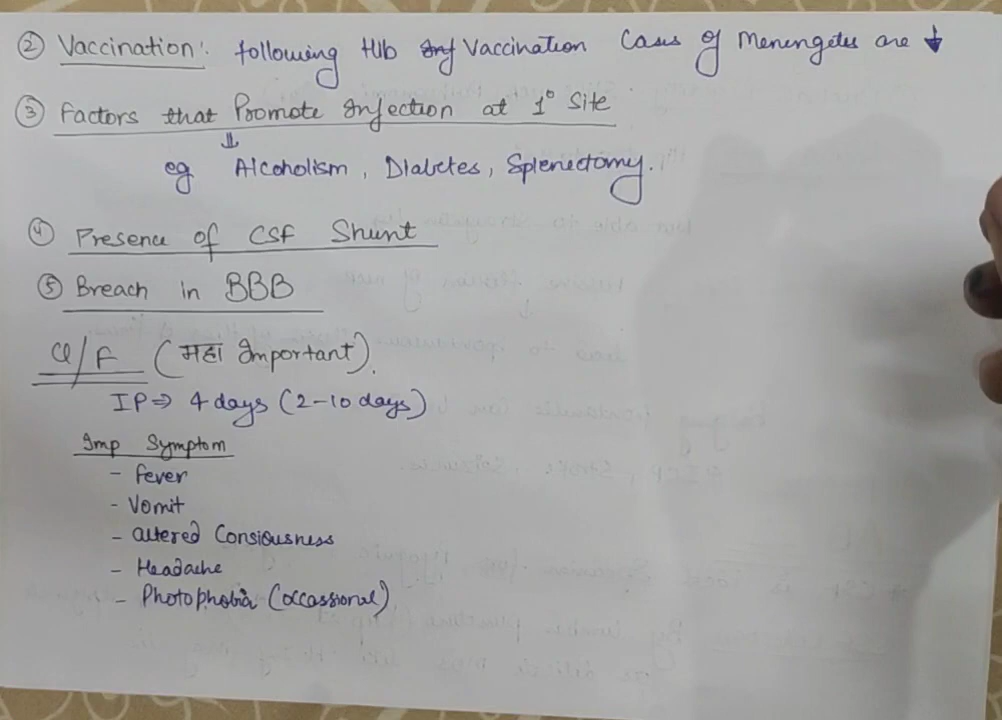 ② Vaccination: following Hib Vaccination Cases of Menengetes are ↓
③ Factors that Promote Infection at 1° Site
⇓
eg Alcoholism, Diabetes, Splenectomy.
④ Presence of CSF Shunt
⑤ Breach in BBB
Cl/F (महा Important).
IP ⇒ 4 days (2-10 days)
Imp Symptom
- fever
- Vomit
- altered Consiousness
- Headache
- Photophobia (occassional)